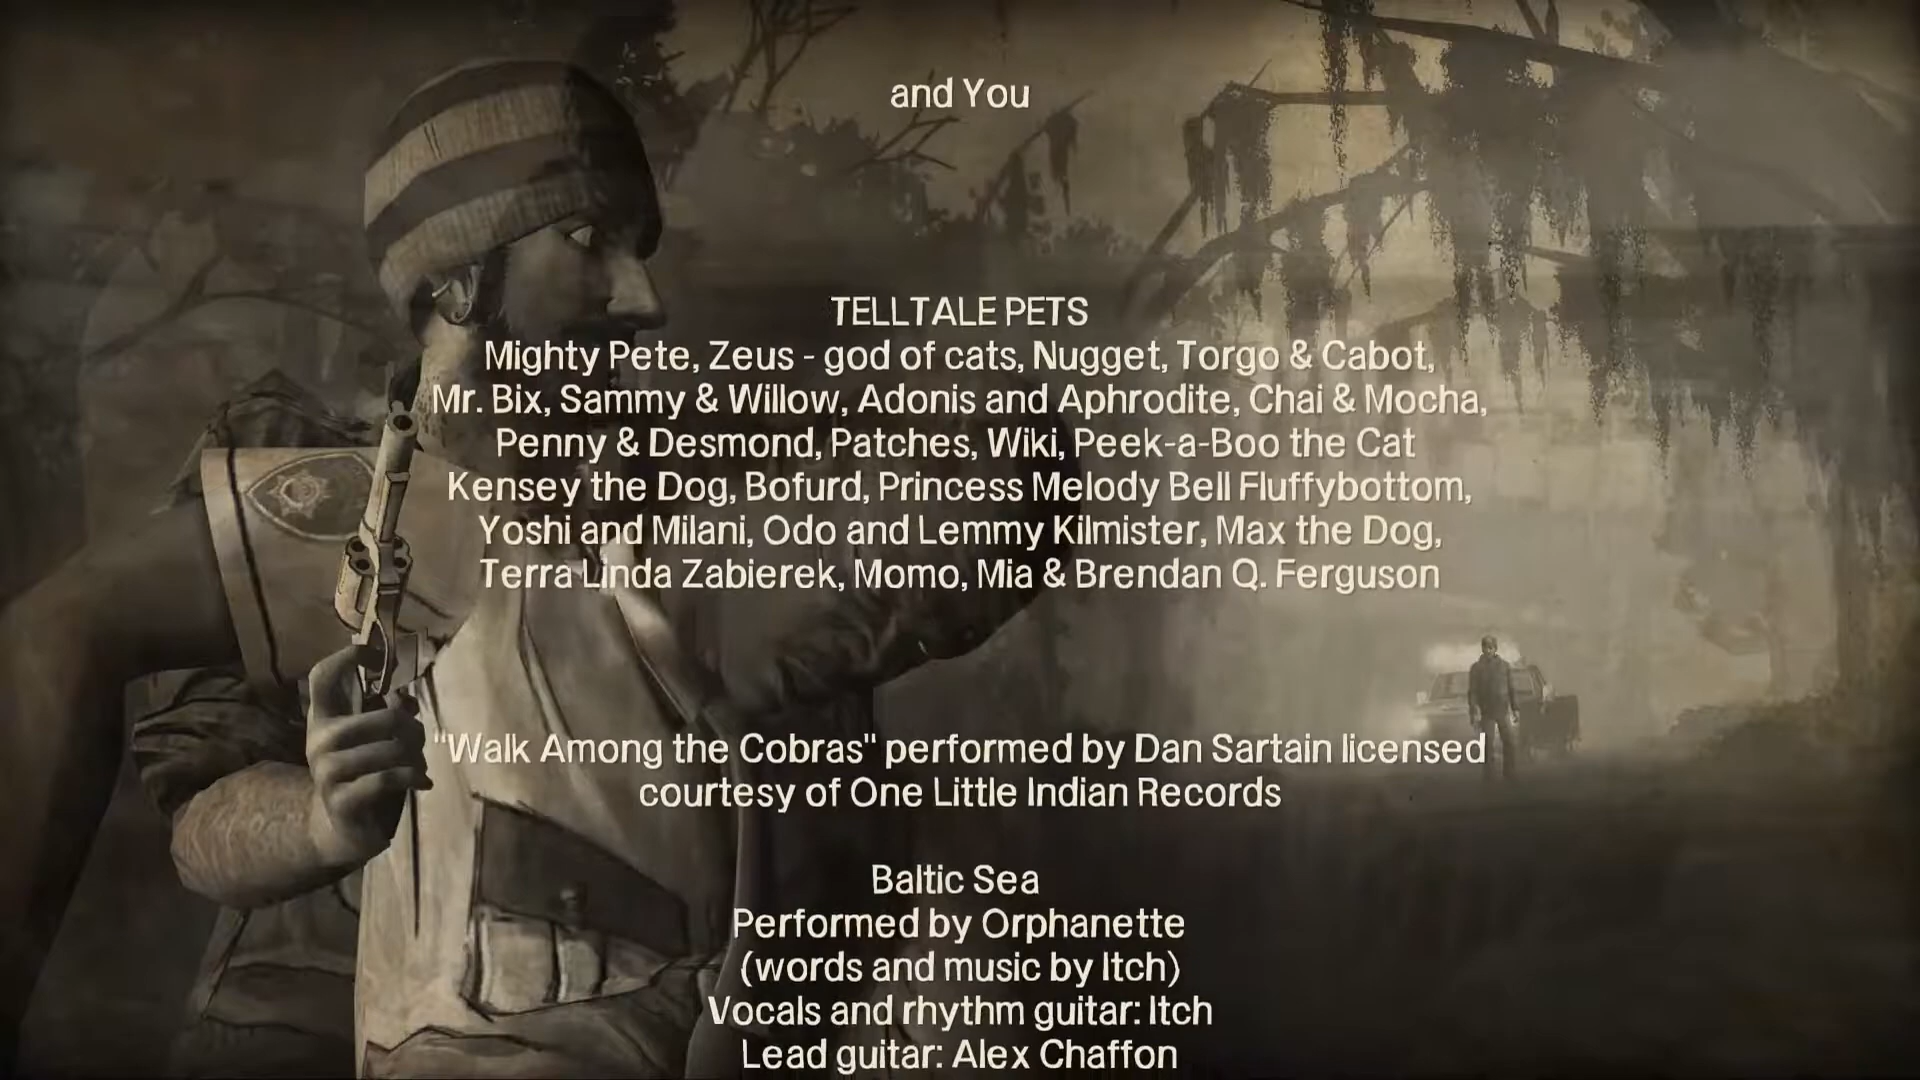 and You
TELLTALE PETS
Mighty Pete, Zeus - god of cats, Nugget, Torgo & Cabot,
Mr. Bix, Sammy & Willow, Adonis and Aphrodite, Chai & Mocha,
Penny & Desmond, Patches, Wiki, Peek-a-Boo the Cat
Kensey the Dog, Bofurd, Princess Melody Bell Fluffybottom,
Yoshi and Milani, Odo and Lemmy Kilmister, Max the Dog,
Terra Linda Zabierek, Momo, Mia & Brendan Q. Ferguson
"Walk Among the Cobras" performed by Dan Sartain licensed
courtesy of One Little Indian Records
Baltic Sea
Performed by Orphanette
(words and music by Itch)
Vocals and rhythm guitar: Itch
Lead guitar: Alex Chaffon